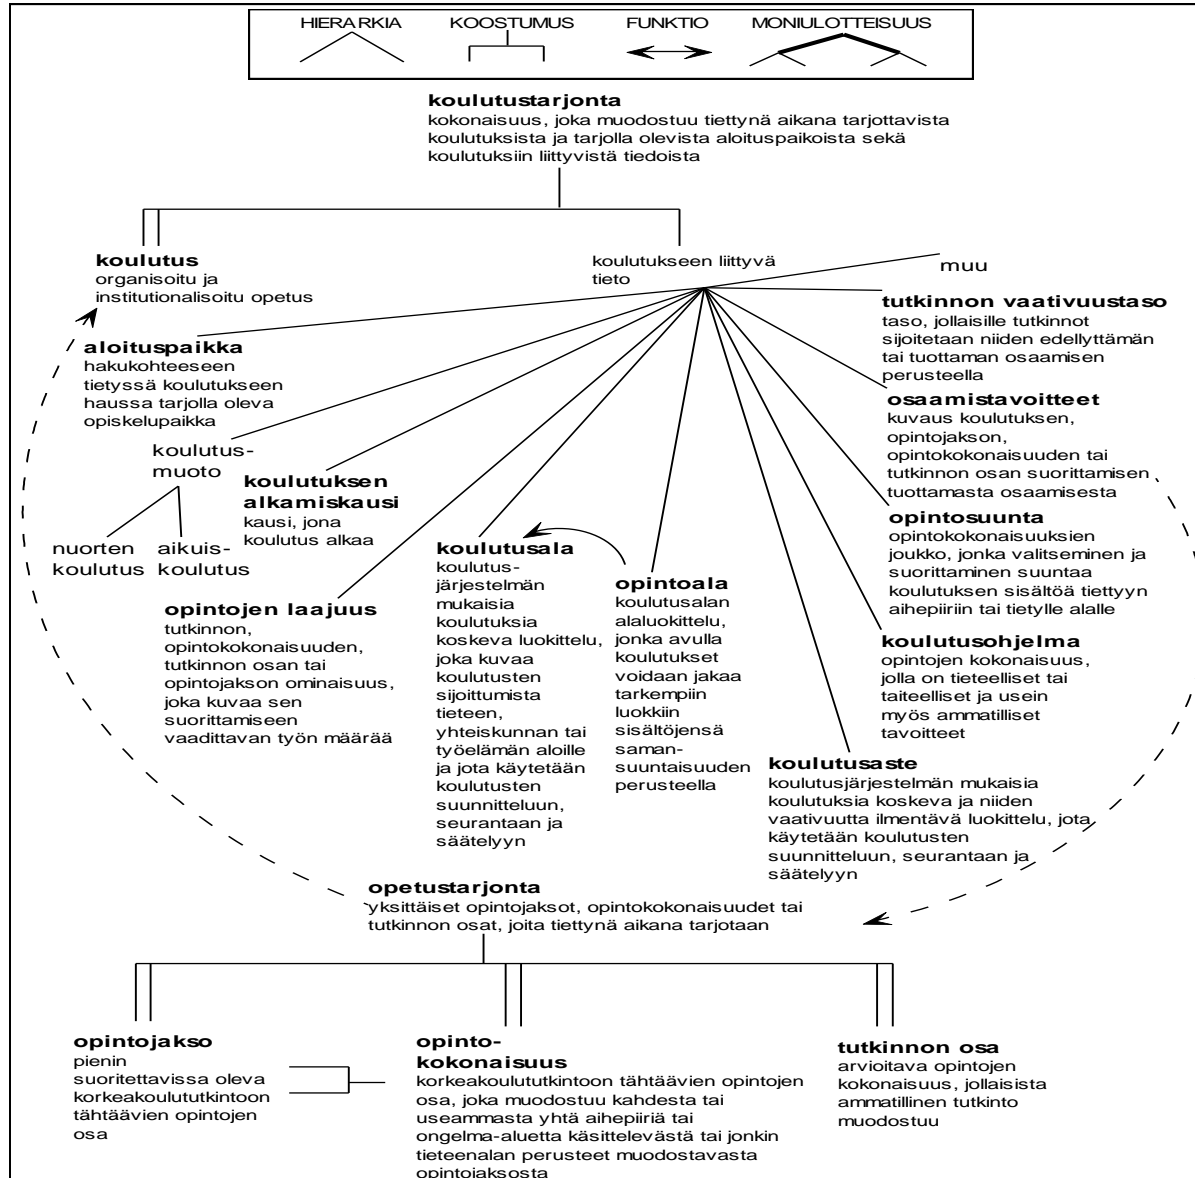 HIERARKIA
KOOSTUMUS
FUNKTIO
MONIULOTTEISUUS
koulutustarjonta
kokonaisuus, joka muodostuu tiettynä aikana tarjottavista
koulutuksista ja tarjolla olevista aloituspaikoista sekä
koulutuksiin liittyvistä tiedoista
koulutus
organisoitu ja
institutionalisoitu opetus
koulutukseen liittyvä
tieto
muu
tutkinnon vaativuustaso
taso, jollaisille tutkinnot
sijoitetaan niiden edellyttämän
tai tuottaman osaamisen
perusteella
aloituspaikka
hakukohteeseen
tietyssä koulutukseen
haussa tarjolla oleva
opiskelupaikka
osaamistavoitteet
kuvaus koulutuksen,
opintojakson,
opintokokonaisuuden tai
tutkinnon osan suorittamisen
tuottamasta osaamisesta
koulutus-
muoto
nuorten
koulutus
aikuis-
koulutus
koulutuksen
alkamiskausi
kausi, jona
koulutus alkaa
opintosuunta
opintokokonaisuuksien
joukko, jonka valitseminen ja
suorittaminen suuntaa
koulutuksen sisältöä tiettyyn
aihepiiriin tai tietylle alalle
koulutusala
koulutus-
järjestelmän
mukaisia
koulutuksia
koskeva luokittelu,
joka kuvaa
koulutusten
sijoittumista
tieteen,
yhteiskunnan tai
työelämän aloille
ja jota käytetään
koulutusten
suunnitteluun,
seurantaan ja
säätelyyn
opintoala
koulutusalan
alaluokittelu,
jonka avulla
koulutukset
voidaan jakaa
tarkempiin
luokkiin
sisältöjensä
saman-
suuntaisuuden
perusteella
opintojen laajuus
tutkinnon,
opintokokonaisuuden,
tutkinnon osan tai
opintojakson ominaisuus,
joka kuvaa sen
suorittamiseen
vaadittavan työn määrää
koulutusohjelma
opintojen kokonaisuus,
jolla on tieteelliset tai
taiteelliset ja usein
myös ammatilliset
tavoitteet
koulutusaste
koulutusjärjestelmän mukaisia
koulutuksia koskeva ja niiden
vaativuutta ilmentävä luokittelu, jota
käytetään koulutusten
suunnitteluun, seurantaan ja
säätelyyn
opetustarjonta
yksittäiset opintojaksot, opintokokonaisuudet tai
tutkinnon osat, joita tiettynä aikana tarjotaan
opintojakso
pienin
suoritettavissa oleva
korkeakoulututkintoon
tähtäävien opintojen
osa
opinto-
kokonaisuus
korkeakoulututkintoon tähtäävien opintojen
osa, joka muodostuu kahdesta tai
useammasta yhtä aihepiiriä tai
ongelma-aluetta käsittelevästä tai jonkin
tieteenalan perusteet muodostavasta
opintojaksosta
tutkinnon osa
arvioitava opintojen
kokonaisuus, jollaisista
ammatillinen tutkinto
muodostuu